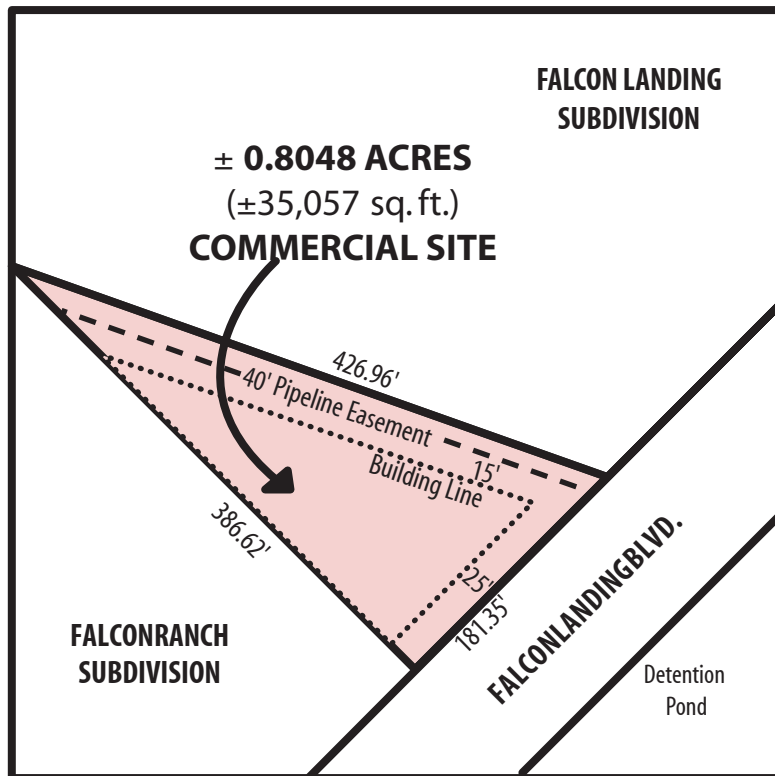 FALCON LANDING
SUBDIVISION
± 0.8048 ACRES
(±35,057 sq. ft.)
COMMERCIAL SITE
426.96'
40' Pipeline Easement
15'
Building Line
386.62'
25'
181.35'
FALCONLANDINGBLVD.
FALCONRANCH
SUBDIVISION
Detention
Pond